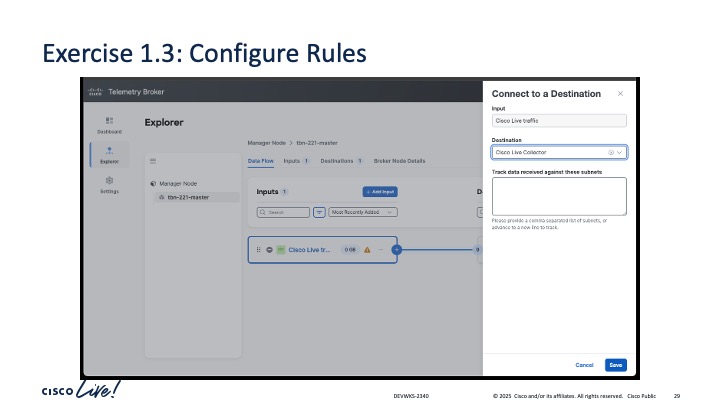 Exercise 1.3: Configure Rules
CISCO
Telemetry Broker
Dashboard
Explorer
Settings
Explorer
Manager Node
tbn-221-master
Manager Node > tbn-221-master
Data Flow Inputs 1 Destinations 1 Broker Node Details
Inputs 1
+ Add Input
Search
Most Recently Added
Cisco Live tr... 0 GB ...
D
0
Connect to a Destination
Input
Cisco Live traffic
Destination
Cisco Live Collector
Track data received against these subnets
Please provide a comma separated list of subnets, or
advance to a new line to track.
Cancel Save
CISCO Live!
DEVWKS-2340
© 2025 Cisco and/or its affiliates. All rights reserved. Cisco Public
29